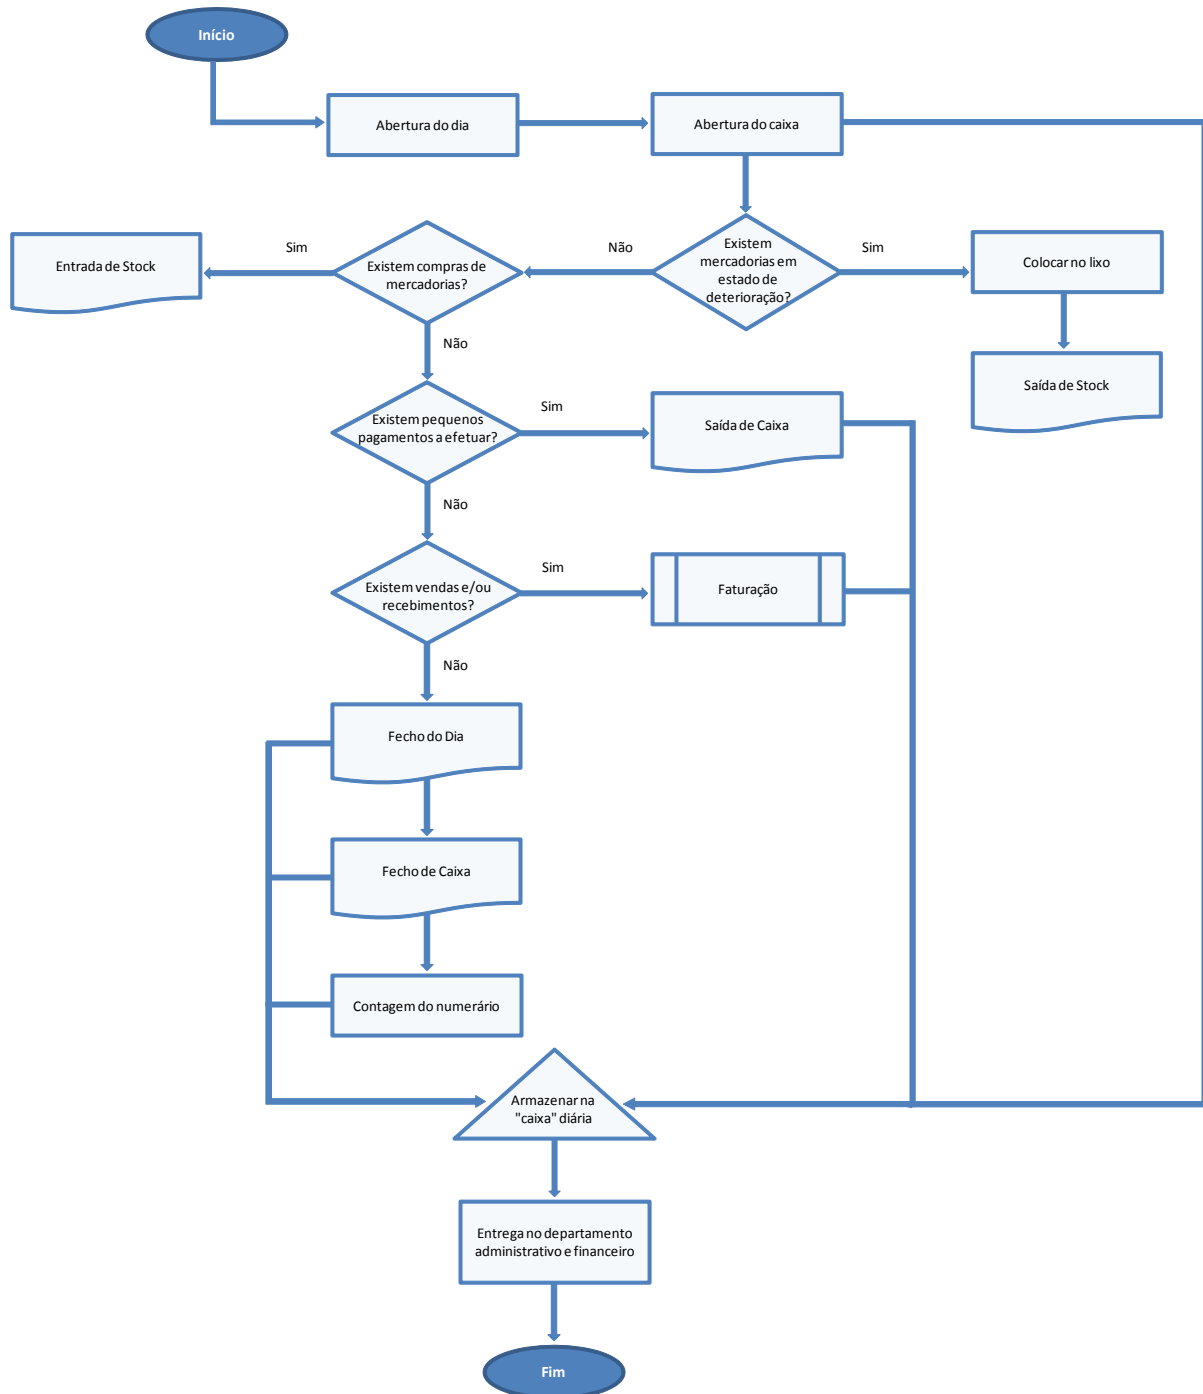 Início
Abertura do dia
Abertura do caixa
Existem
mercadorias em
estado de
deterioração?
Não
Sim
Colocar no lixo
Saída de Stock
Existem compras de
mercadorias?
Sim
Entrada de Stock
Não
Existem pequenos
pagamentos a efetuar?
Sim
Saída de Caixa
Não
Existem vendas e/ou
recebimentos?
Sim
Faturação
Não
Fecho do Dia
Fecho de Caixa
Contagem do numerário
Armazenar na
"caixa" diária
Entrega no departamento
administrativo e financeiro
Fim